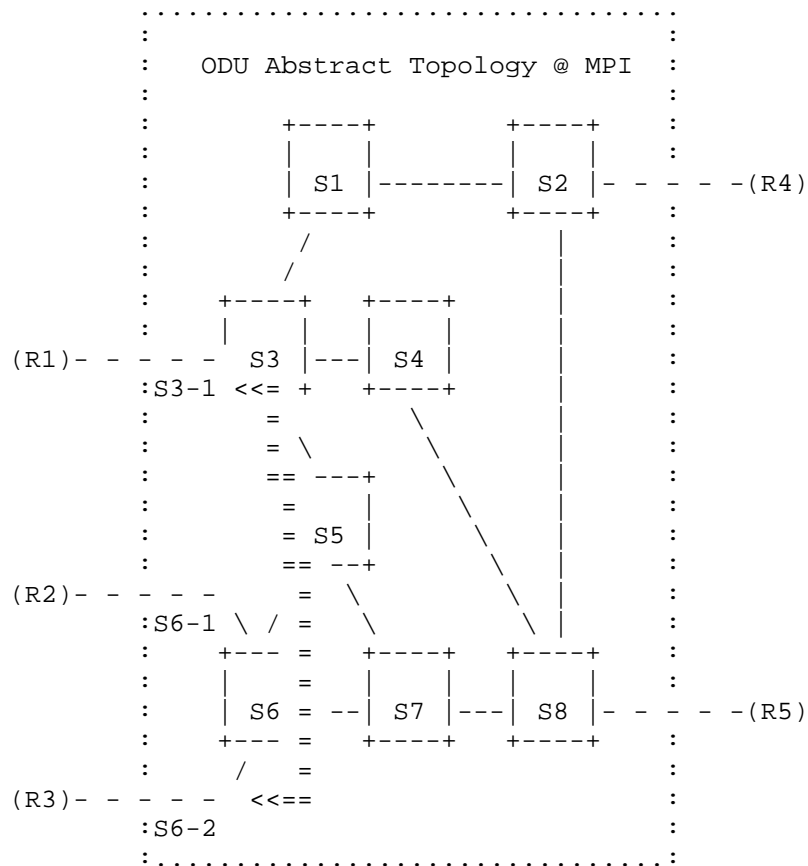 ODU Abstract Topology @ MPI
S1 S2 (R4)
(R1) S3 S4
S3-1
S5
(R2)
S6-1
S6 S7 S8 (R5)
(R3)
S6-2